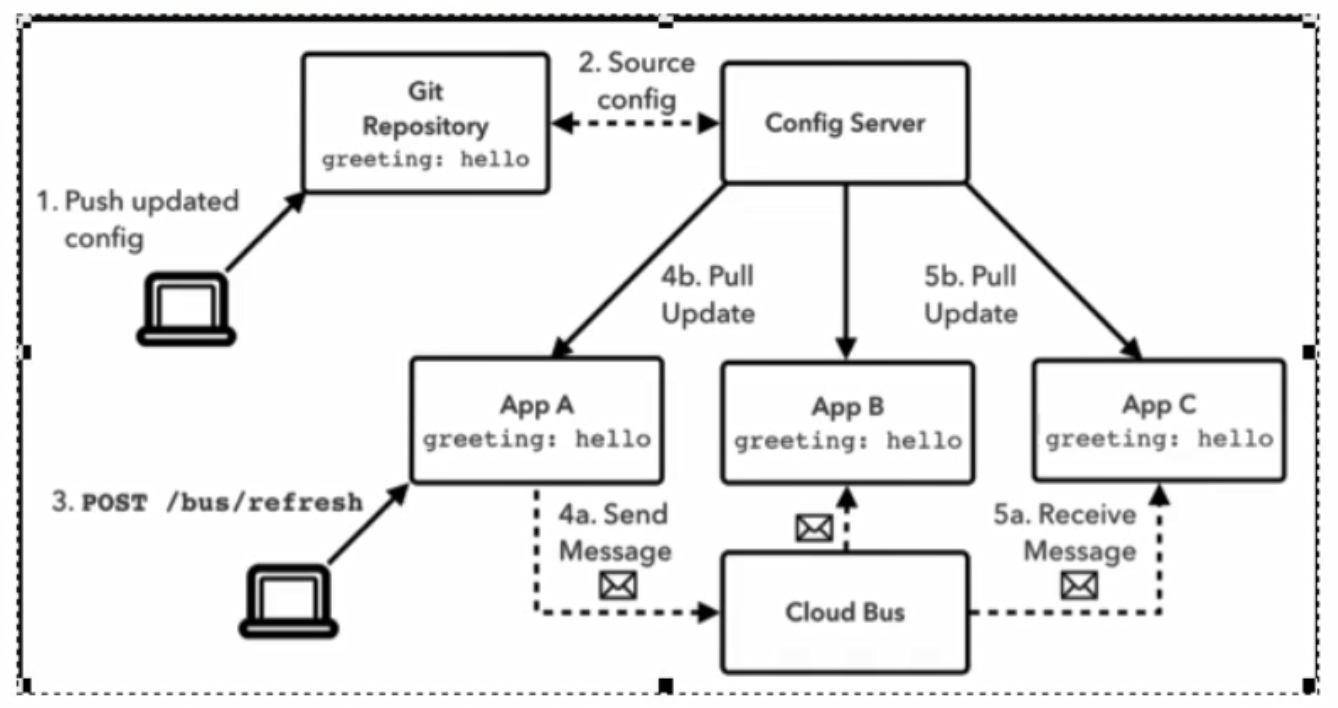 Git
Repository
greeting: hello
2. Source
config
Config Server
1. Push updated
config
4b. Pull
Update
5b. Pull
Update
App A
greeting: hello
App B
greeting: hello
App C
greeting: hello
3. POST /bus/refresh
4a. Send
Message
5a. Receive
Message
Cloud Bus